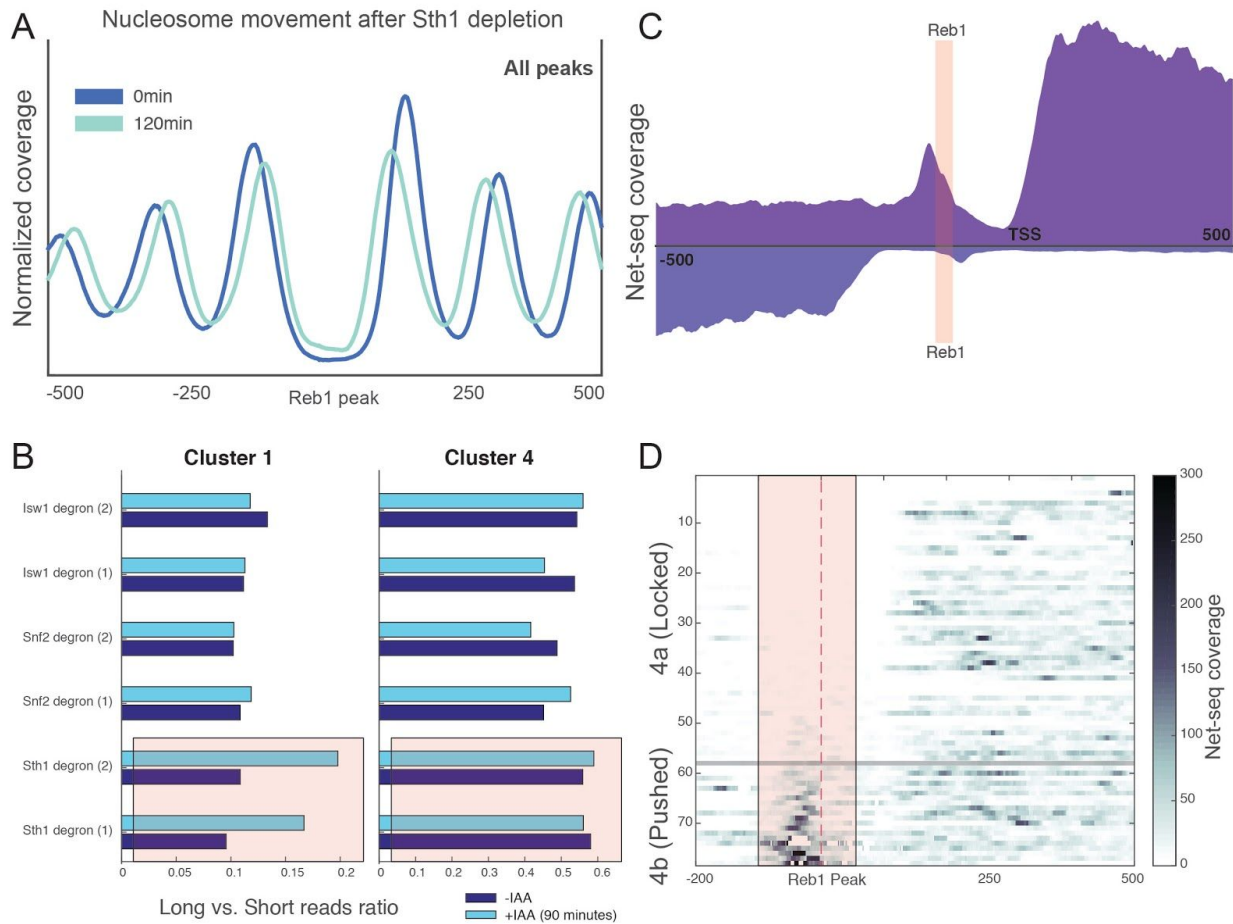 A
Nucleosome movement after Sth1 depletion
All peaks
0min
120min
Normalized coverage
-500
-250
Reb1 peak
250
500
C
Reb1
Net-seq coverage
TSS
500
-500
Reb1
B
Cluster 1
Cluster 4
Isw1 degron (2)
Isw1 degron (1)
Snf2 degron (2)
Snf2 degron (1)
Sth1 degron (2)
Sth1 degron (1)
0
0.05
0.1
0.15
0.2
0
0.1
0.2
0.3
0.4
0.5
0.6
Long vs. Short reads ratio
-IAA
+IAA (90 minutes)
D
4a (Locked)
4b (Pushed)
10
20
30
40
50
60
70
-200
Reb1 Peak
250
500
300
250
200
150
100
50
0
Net-seq coverage